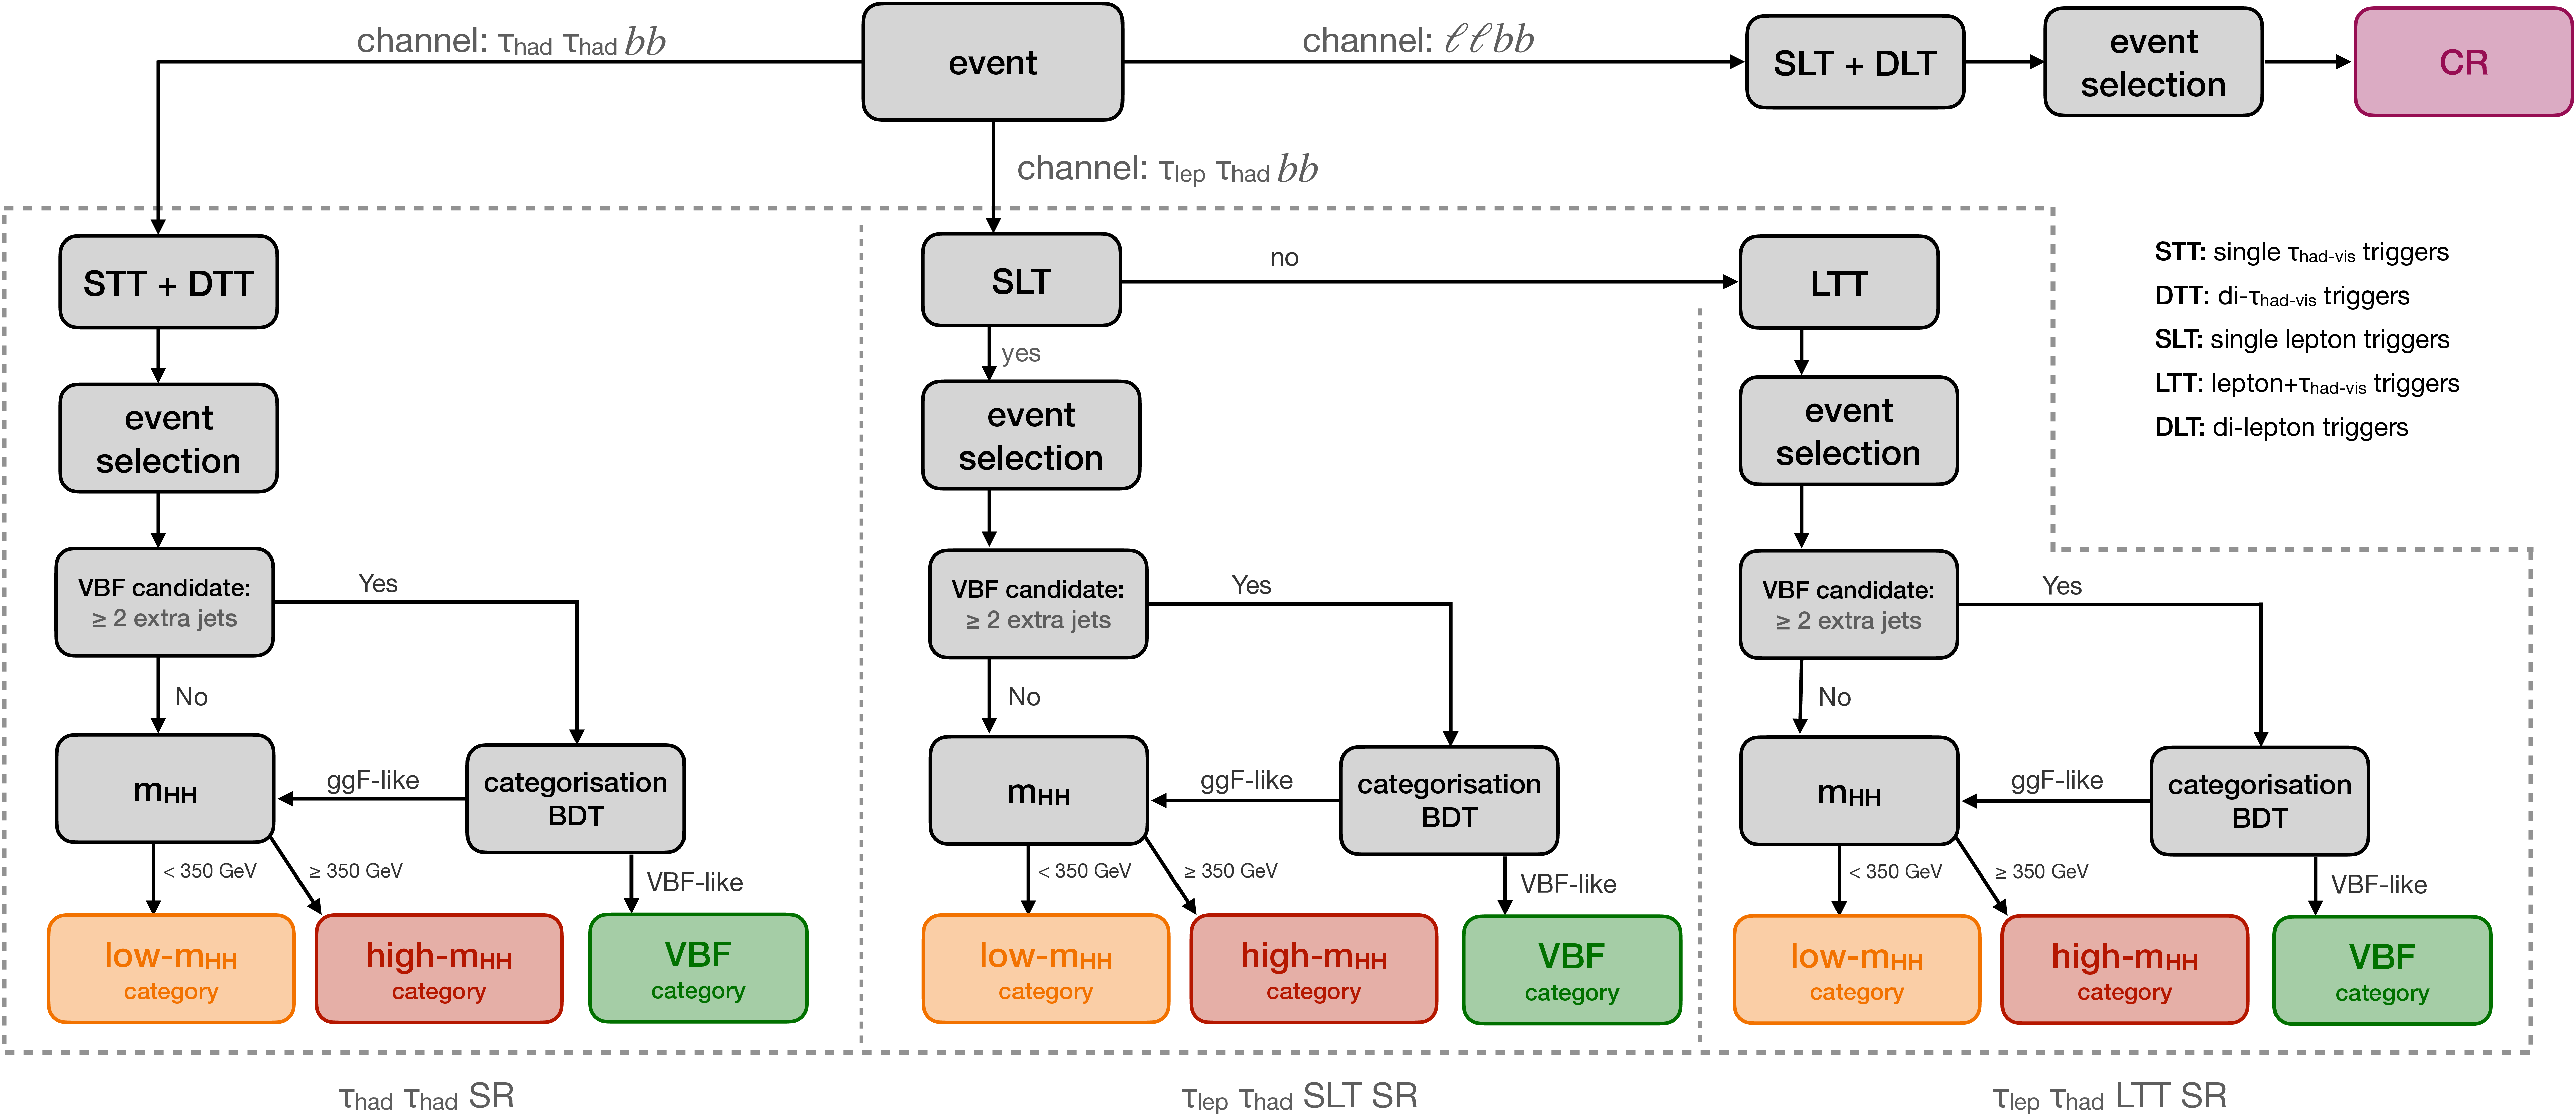 channel: τhad τhad bb
event
channel: ℓ ℓ bb
SLT + DLT
event
selection
CR
channel: τlep τhad bb
STT + DTT
event
selection
VBF candidate:
≥ 2 extra jets
Yes
No
mHH
ggF-like
categorisation
BDT
< 350 GeV
≥ 350 GeV
VBF-like
low-mHH
category
high-mHH
category
VBF
category
τhad τhad SR
SLT
no
yes
event
selection
VBF candidate:
≥ 2 extra jets
Yes
No
mHH
ggF-like
categorisation
BDT
< 350 GeV
≥ 350 GeV
VBF-like
low-mHH
category
high-mHH
category
VBF
category
τlep τhad SLT SR
LTT
event
selection
VBF candidate:
≥ 2 extra jets
Yes
No
mHH
ggF-like
categorisation
BDT
< 350 GeV
≥ 350 GeV
VBF-like
low-mHH
category
high-mHH
category
VBF
category
τlep τhad LTT SR
STT: single τhad-vis triggers
DTT: di-τhad-vis triggers
SLT: single lepton triggers
LTT: lepton+τhad-vis triggers
DLT: di-lepton triggers